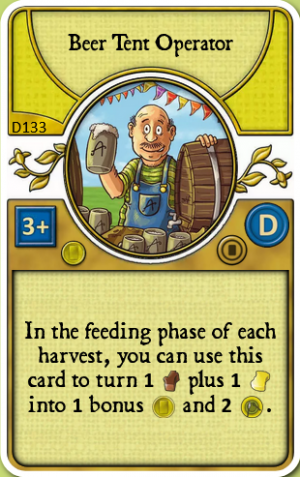 Beer Tent Operator
D133
A
A
3+
D
In the feeding phase of each
harvest, you can use this
card to turn 1 plus 1
into 1 bonus and 2 .